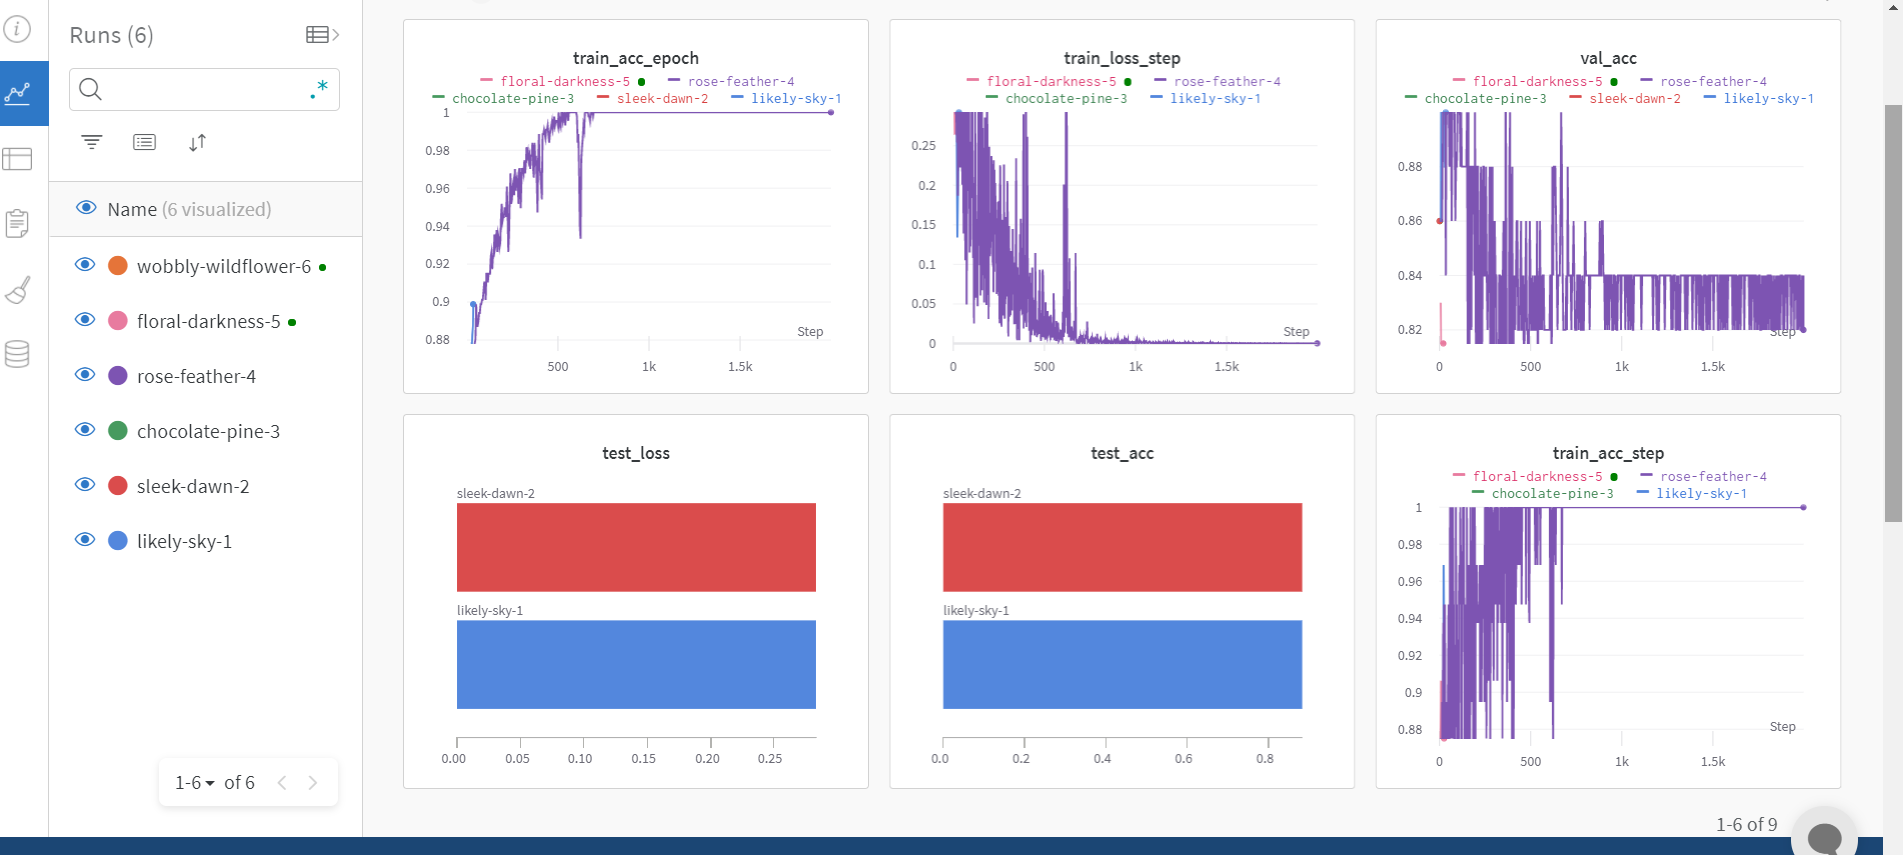 Runs (6)
.*
Name (6 visualized)
wobbly-wildflower-6
floral-darkness-5
rose-feather-4
chocolate-pine-3
sleek-dawn-2
likely-sky-1
1-6 of 6
train_acc_epoch
floral-darkness-5 rose-feather-4
chocolate-pine-3 sleek-dawn-2 likely-sky-1
1
0.98
0.96
0.94
0.92
0.9
0.88
Step
500 1k 1.5k
train_loss_step
floral-darkness-5 rose-feather-4
chocolate-pine-3 likely-sky-1
0.25
0.2
0.15
0.1
0.05
0
Step
0 500 1k 1.5k
val_acc
floral-darkness-5 rose-feather-4
chocolate-pine-3 sleek-dawn-2 likely-sky-1
0.88
0.86
0.84
0.82
Step
0 500 1k 1.5k
test_loss
sleek-dawn-2
likely-sky-1
0.00 0.05 0.10 0.15 0.20 0.25
test_acc
sleek-dawn-2
likely-sky-1
0.0 0.2 0.4 0.6 0.8
train_acc_step
floral-darkness-5 rose-feather-4
chocolate-pine-3 likely-sky-1
1
0.98
0.96
0.94
0.92
0.9
0.88
Step
0 500 1k 1.5k
1-6 of 9